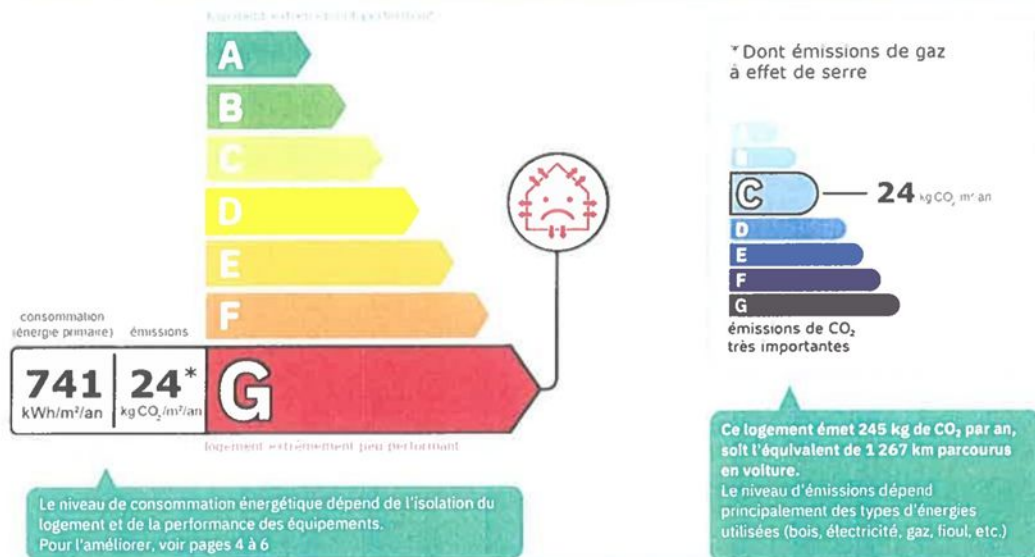 A
B
C
D
E
F
consommation
(énergie primaire)
émissions
741
kWh/m²/an
24*
kg CO₂/m²/an
G
logement extrêmement peu performant
Le niveau de consommation énergétique dépend de l'isolation du
logement et de la performance des équipements.
Pour l'améliorer, voir pages 4 à 6
*Dont émissions de gaz
à effet de serre
C
24 kg CO₂/m²/an
D
E
F
G
émissions de CO₂
très importantes
Ce logement émet 245 kg de CO₂ par an,
soit l'équivalent de 1 267 km parcourus
en voiture.
Le niveau d'émissions dépend
principalement des types d'énergies
utilisées (bois, électricité, gaz, fioul, etc.)